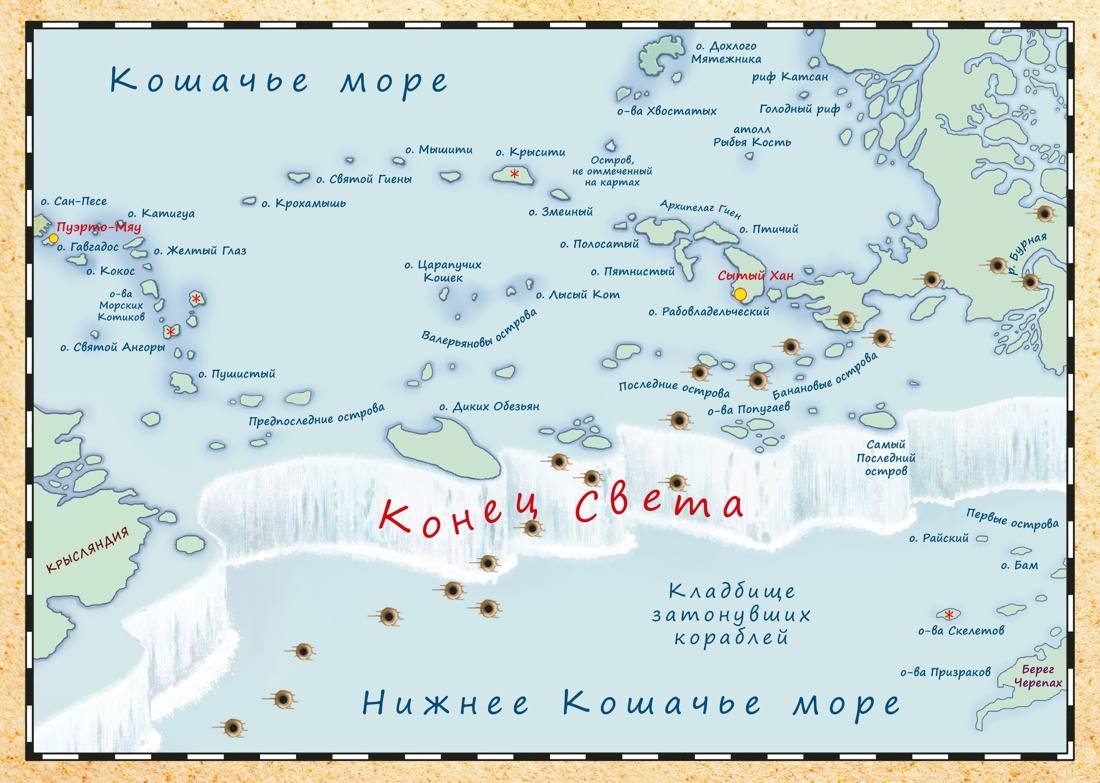 Кошачье море
о. Дохлого
Мятежника
риф Катсан
о-ва Хвостатых
Голодный риф
атолл
Рыбья Кость
о. Мышити
о. Крысити
Остров,
не отмеченный
на картах
о. Святой Гиены
о. Крохамышь
о. Змеиный
Архипелаг Гиен
о. Птичий
о. Сан-Песе
о. Катигуа
Пуэрто-Мяу
о. Гавгадос
о. Желтый Глаз
о. Полосатый
р. Бурная
о. Кокос
о. Царапучих
Кошек
о. Пятнистый
Сытый Хан
о-ва
Морских
Котиков
о. Лысый Кот
о. Рабовладельческий
Валерьяновы острова
о. Святой Ангоры
о. Пушистый
Последние острова
Банановые острова
Предпоследние острова
о. Диких Обезьян
о-ва Попугаев
Самый
Последний
остров
Конец Света
КРЫСЛЯНДИЯ
Первые острова
о. Райский
о. Бам
Кладбище
затонувших
кораблей
о-ва Скелетов
о-ва Призраков
Берег
Черепах
Нижнее Кошачье море